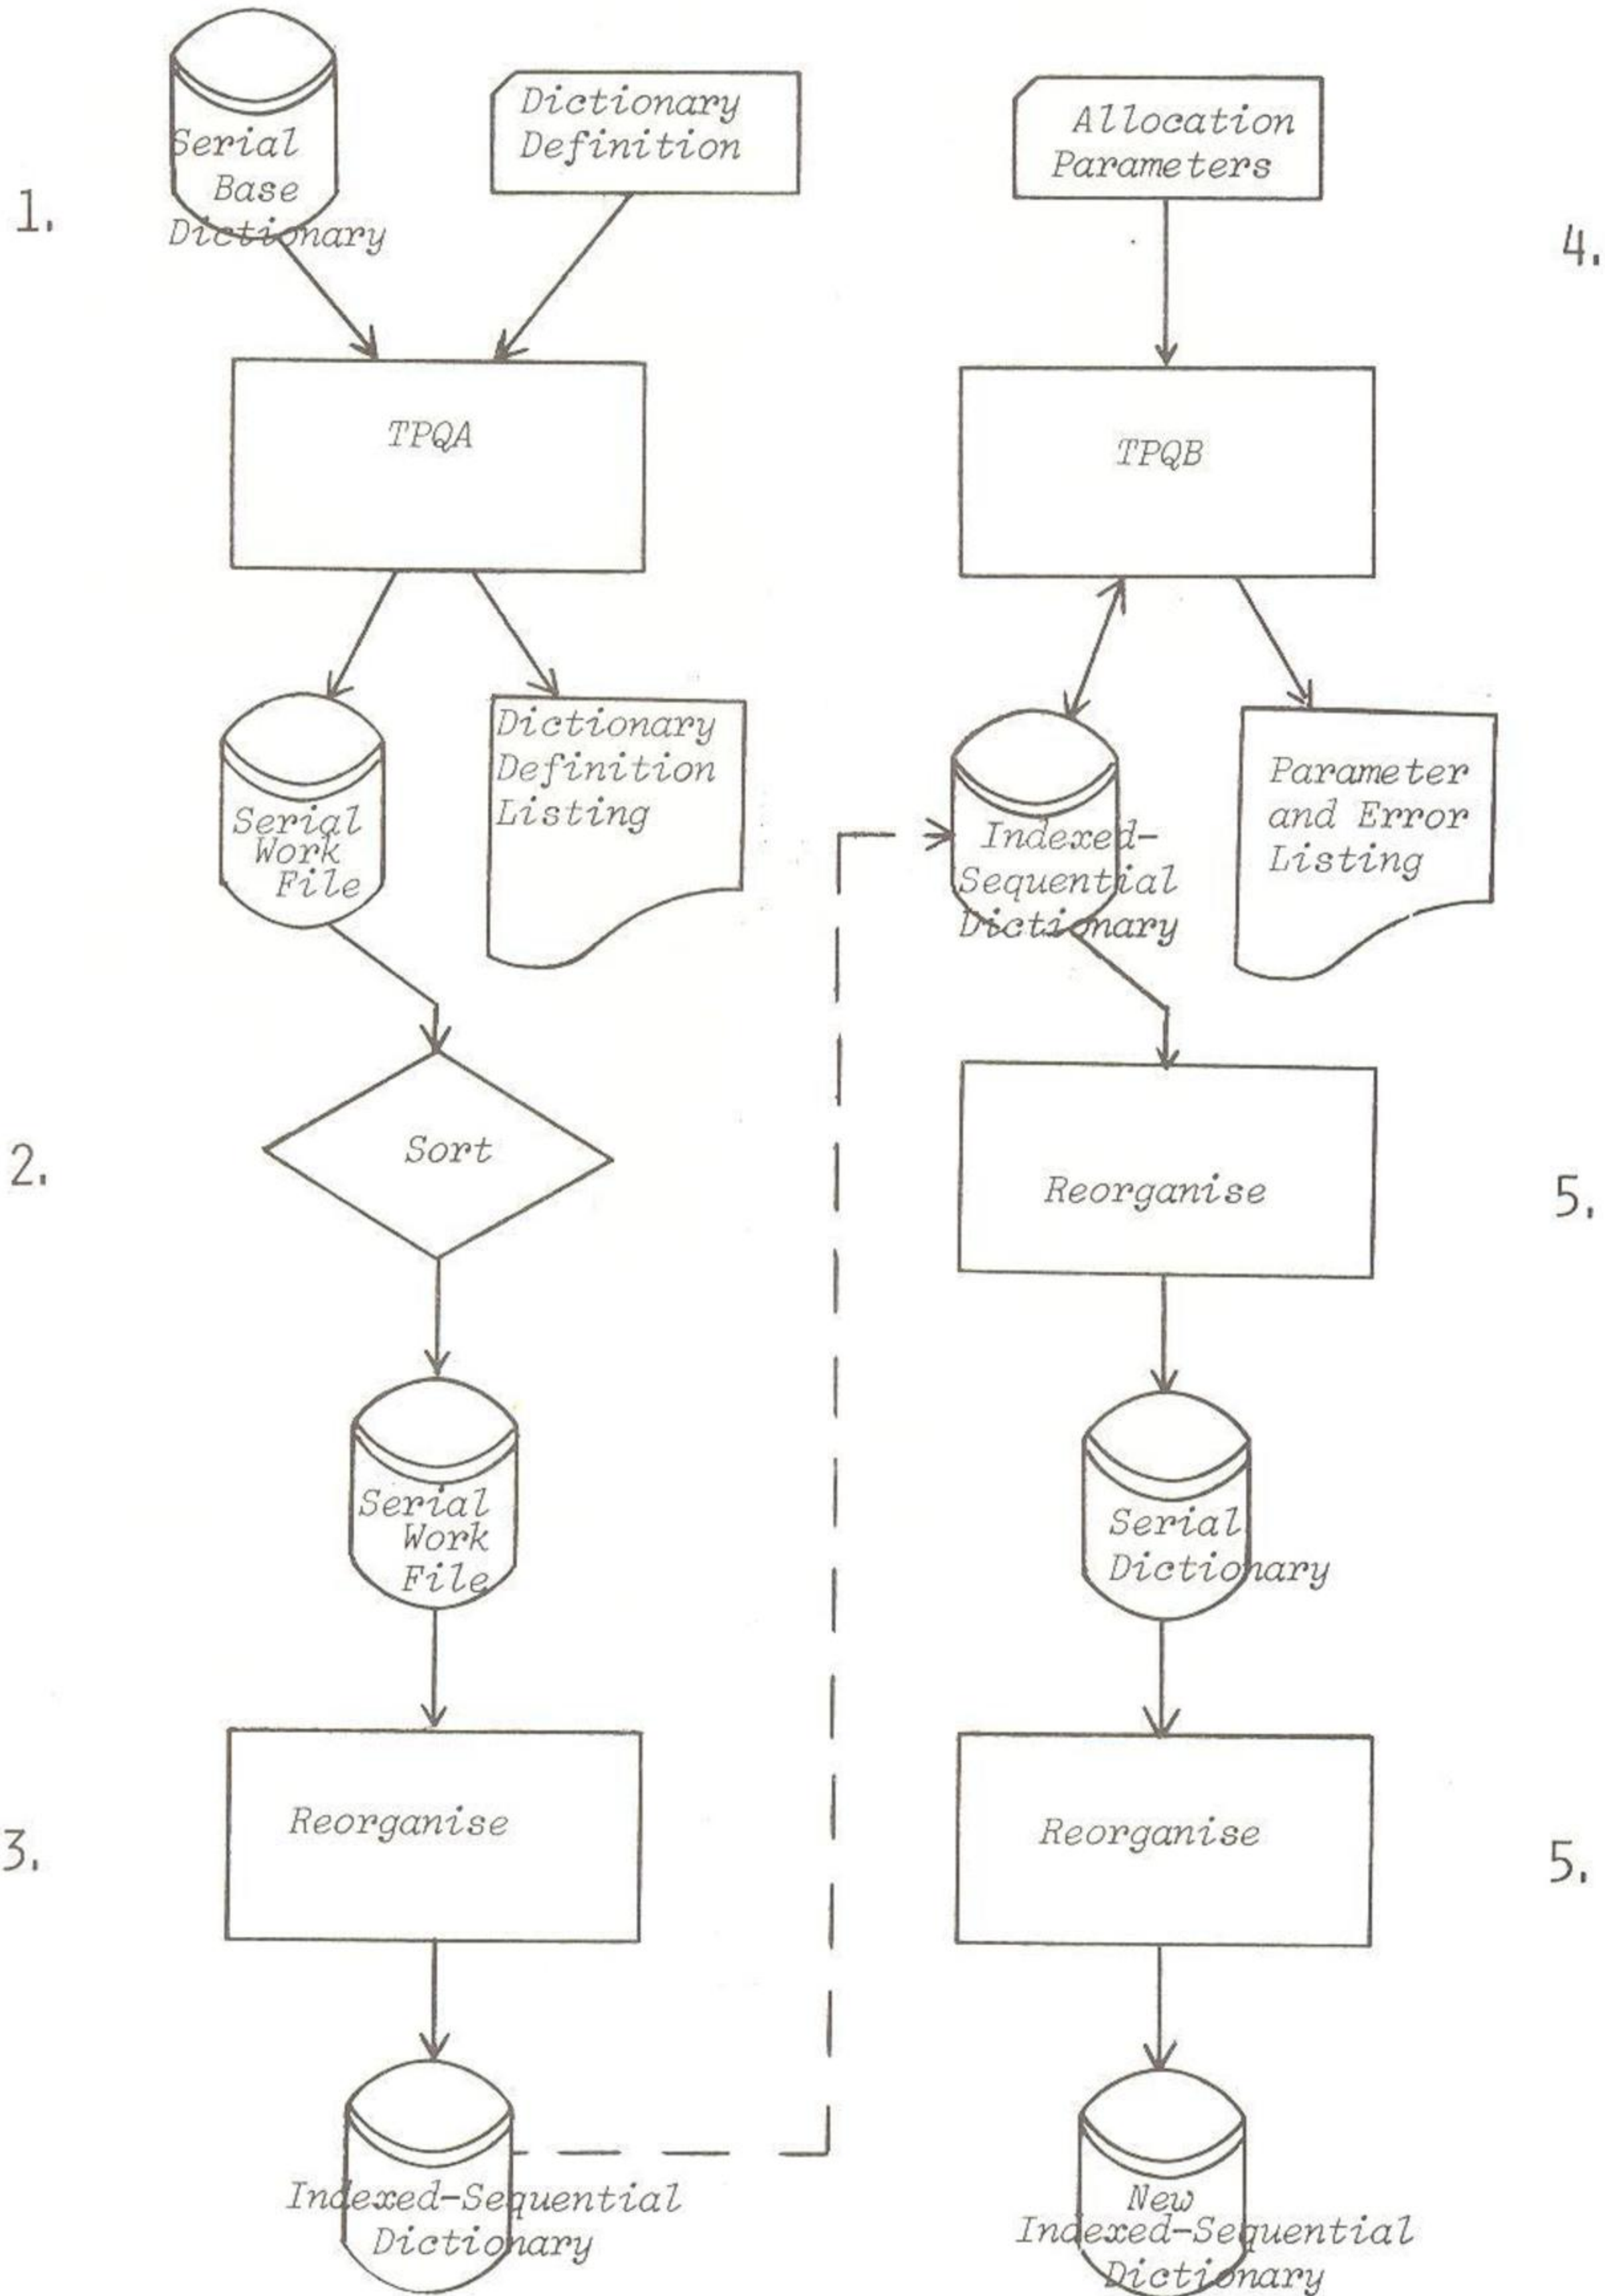 1.
Serial
Base
Dictionary
Dictionary
Definition
TPQA
Serial
Work
File
Dictionary
Definition
Listing
2.
Sort
Serial
Work
File
3.
Reorganise
Indexed-Sequential
Dictionary
4.
Allocation
Parameters
TPQB
Indexed-
Sequential
Dictionary
Parameter
and Error
Listing
5.
Reorganise
Serial
Dictionary
5.
Reorganise
New
Indexed-Sequential
Dictionary